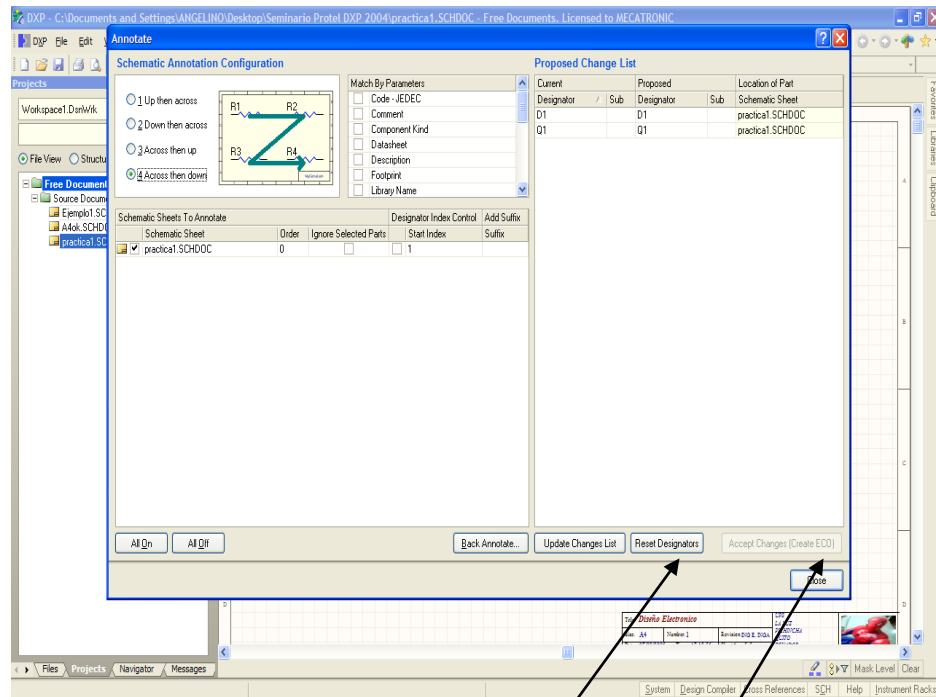 DXP - C:\Documents and Settings\ANGELINO\Desktop\Seminario Protel DXP 2004\practica1.SCHDOC - Free Documents. Licensed to MECATRONIC
DXP File Edit
Annotate
Projects
Workspace1.DsnWrk
File View Structu
Free Document
Source Docum
Ejemplo1.SC
A4ok.SCHD
practica1.SC
Schematic Annotation Configuration
1 Up then across
2 Down then across
3 Across then up
4 Across then down
R1 R2
R3 R4
Match By Parameters
Code - JEDEC
Comment
Component Kind
Datasheet
Description
Footprint
Library Name
Proposed Change List
Current Proposed Location of Part
Designator / Sub Designator Sub Schematic Sheet
D1 D1 practica1.SCHDOC
Q1 Q1 practica1.SCHDOC
Schematic Sheets To Annotate Designator Index Control Add Suffix
Schematic Sheet Order Ignore Selected Parts Start Index Suffix
practica1.SCHDOC 0 1
All On All Off Back Annotate... Update Changes List Reset Designators Accept Changes (Create ECO)
Close
Favorites
Libraries
Clipboard
A
B
C
D D
Diseño Electronico
A4 Number 1
Files Projects Navigator Messages
Mask Level Clear
System Design Compiler Cross References SCH Help Instrument Racks